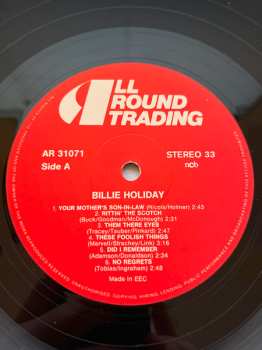 ALL
ROUND
TRADING
AR 31071
STEREO 33
Side A
ncb
BILLIE HOLIDAY
1. YOUR MOTHER'S SON-IN-LAW (Nicols/Holiner) 2:43
2. RIFFIN' THE SCOTCH
(Buck/Goodman/McDonough) 2:31
3. THEM THERE EYES
(Tracey/Tauber/Pinkard) 2:47
4. THESE FOOLISH THINGS
(Marvell/Strachey/Link) 3:16
5. DID I REMEMBER
(Adamson/Donaldson) 2:34
6. NO REGRETS
(Tobias/Ingraham) 2:48
Made in EEC